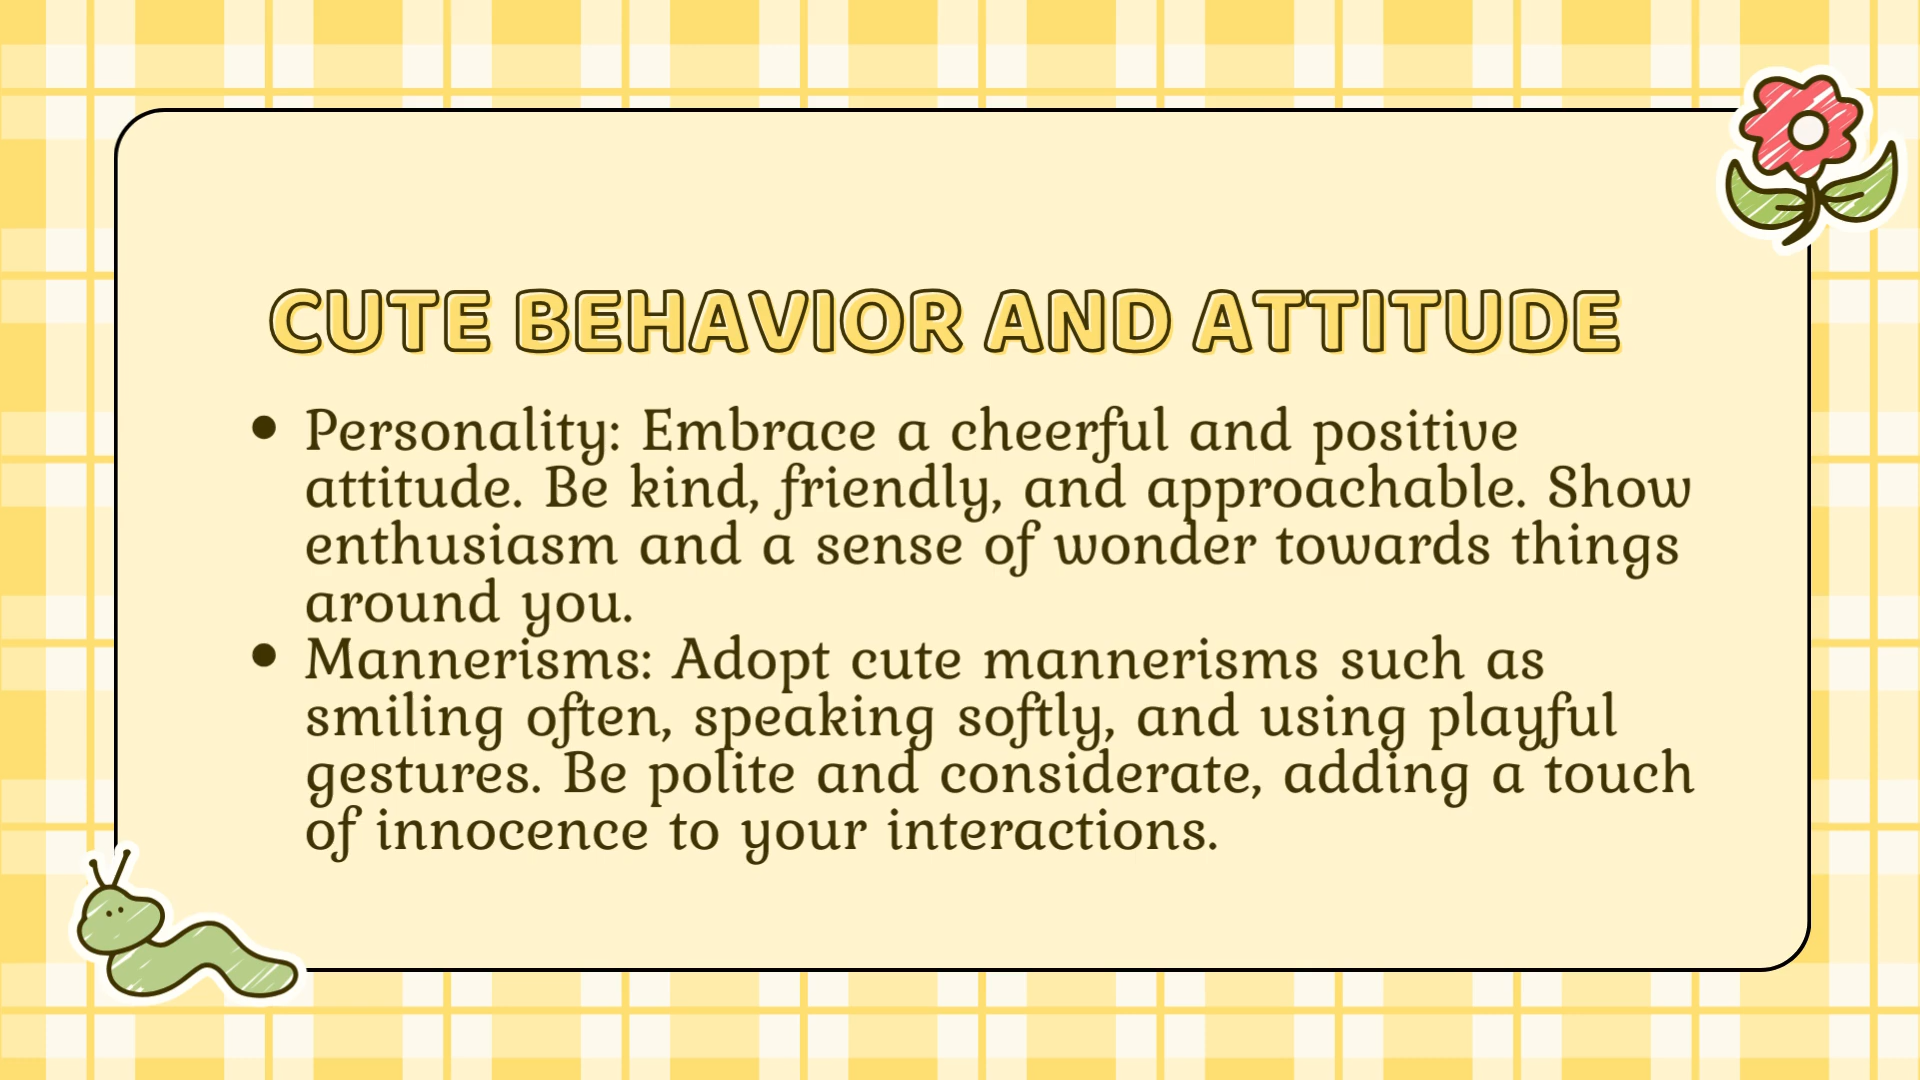 CUTE BEHAVIOR AND ATTITUDE
• Personality: Embrace a cheerful and positive
attitude. Be kind, friendly, and approachable. Show
enthusiasm and a sense of wonder towards things
around you.
• Mannerisms: Adopt cute mannerisms such as
smiling often, speaking softly, and using playful
gestures. Be polite and considerate, adding a touch
of innocence to your interactions.